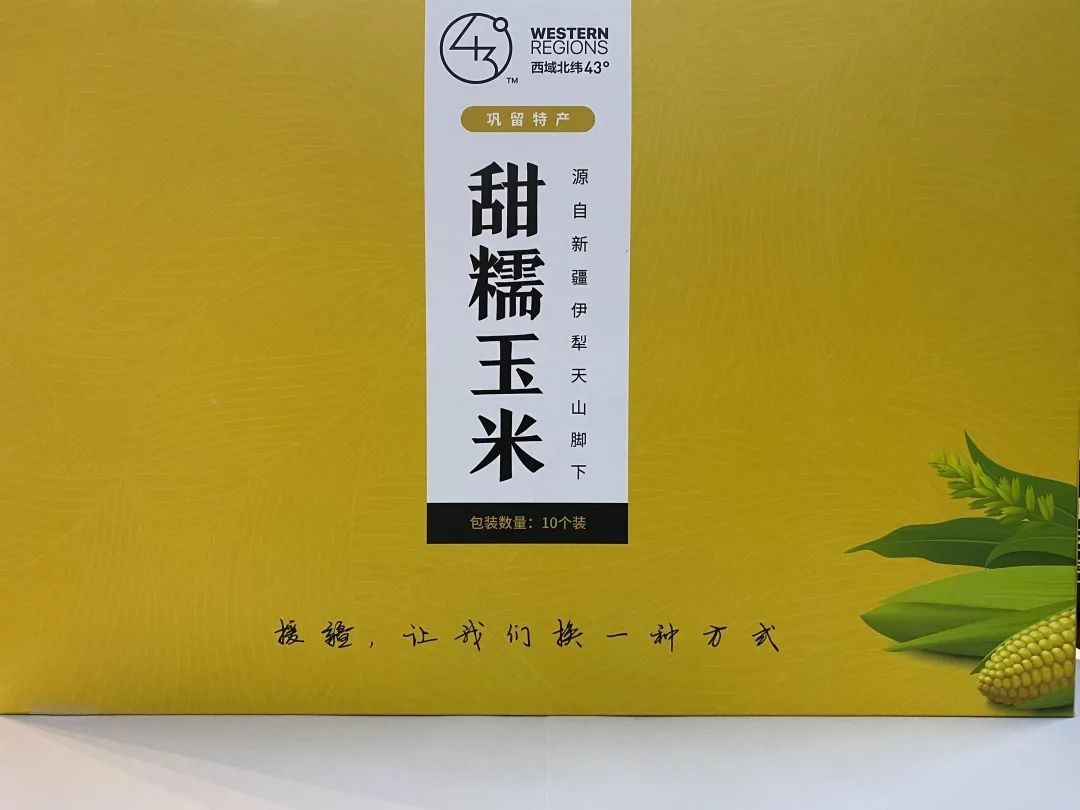 43°
TM
WESTERN
REGIONS
西域北纬43°
巩留特产
甜糯玉米
源自新疆伊犁天山脚下
包装数量：10个装
援疆，让我们换一种方式